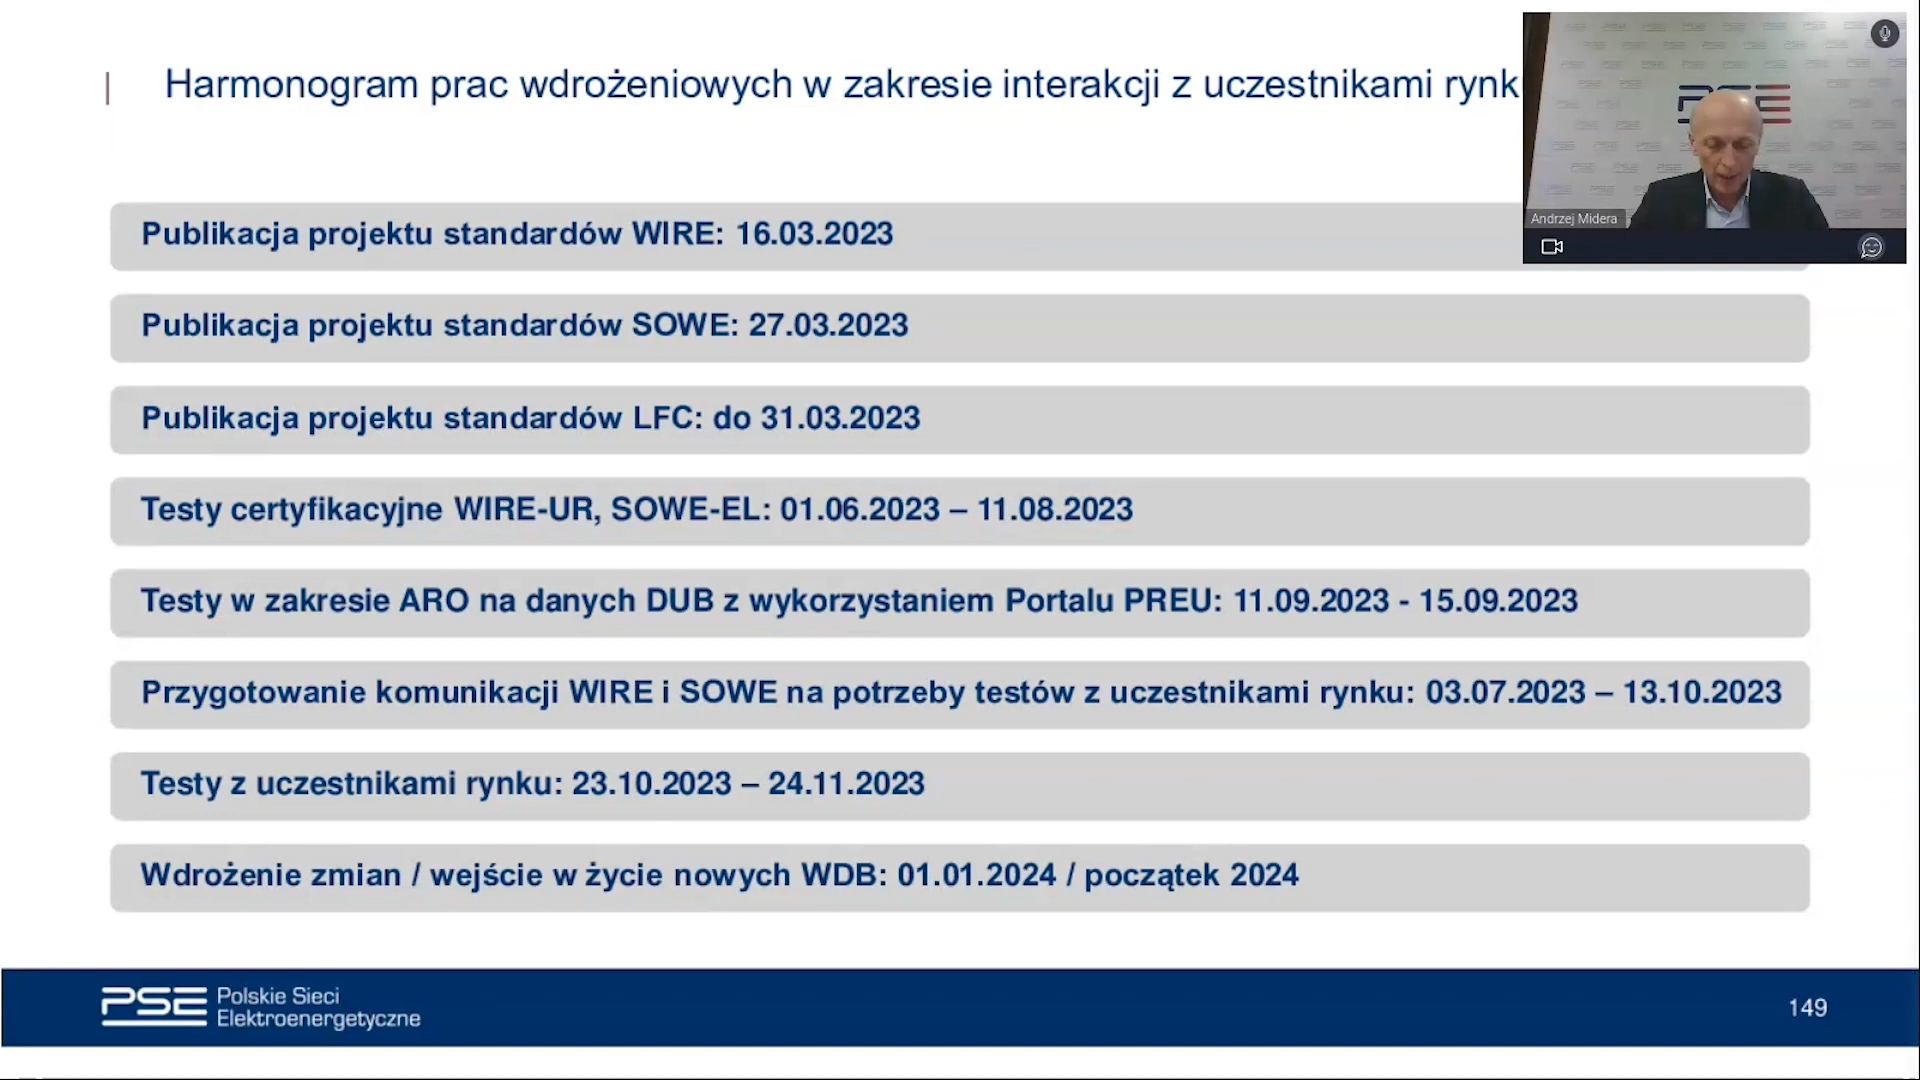 Harmonogram prac wdrożeniowych w zakresie interakcji z uczestnikami rynk
PSE
Andrzej Midera
Publikacja projektu standardów WIRE: 16.03.2023
Publikacja projektu standardów SOWE: 27.03.2023
Publikacja projektu standardów LFC: do 31.03.2023
Testy certyfikacyjne WIRE-UR, SOWE-EL: 01.06.2023 – 11.08.2023
Testy w zakresie ARO na danych DUB z wykorzystaniem Portalu PREU: 11.09.2023 - 15.09.2023
Przygotowanie komunikacji WIRE i SOWE na potrzeby testów z uczestnikami rynku: 03.07.2023 – 13.10.2023
Testy z uczestnikami rynku: 23.10.2023 – 24.11.2023
Wdrożenie zmian / wejście w życie nowych WDB: 01.01.2024 / początek 2024
PSE Polskie Sieci
Elektroenergetyczne
149